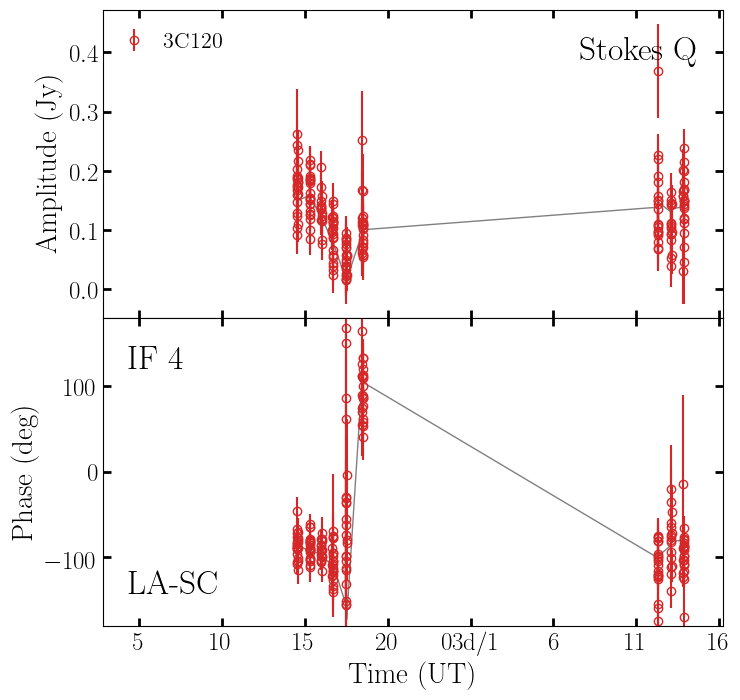 3C120
Stokes Q
0.4
0.3
0.2
0.1
0.0
Amplitude (Jy)
IF 4
100
0
−100
Phase (deg)
LA-SC
5 10 15 20 03d/1 6 11 16
Time (UT)